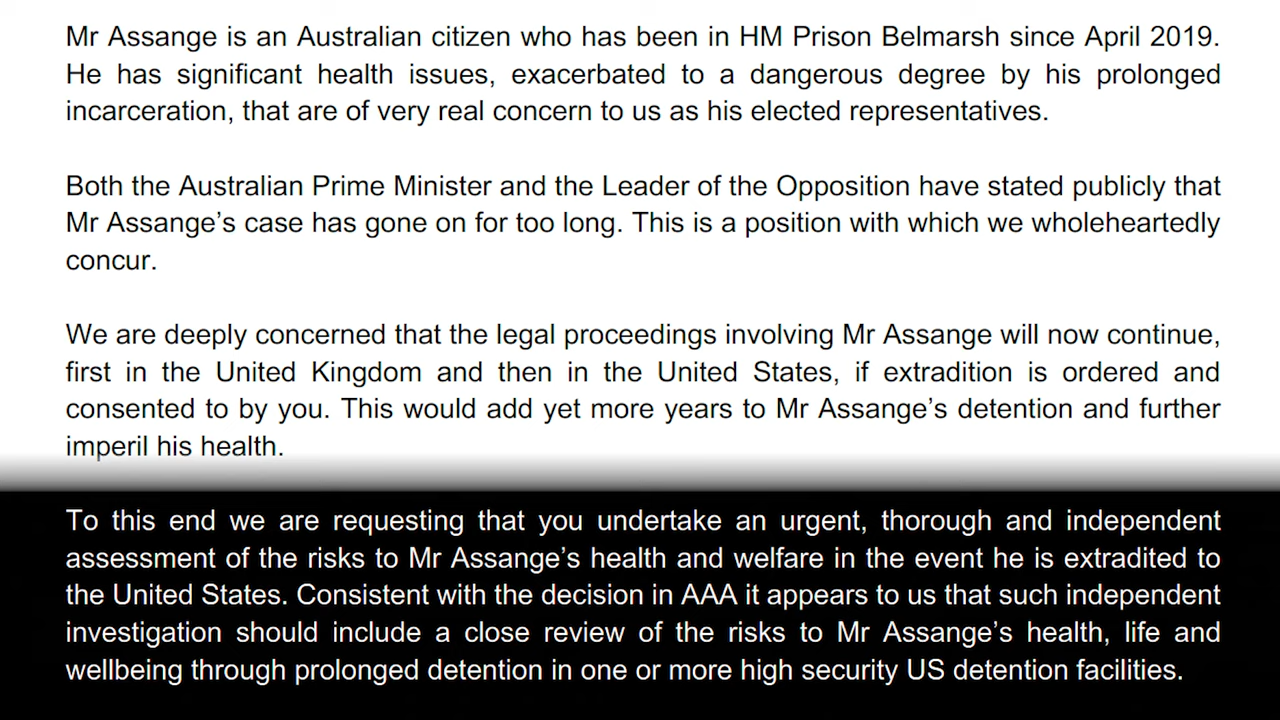 Mr Assange is an Australian citizen who has been in HM Prison Belmarsh since April 2019.
He has significant health issues, exacerbated to a dangerous degree by his prolonged
incarceration, that are of very real concern to us as his elected representatives.
Both the Australian Prime Minister and the Leader of the Opposition have stated publicly that
Mr Assange’s case has gone on for too long. This is a position with which we wholeheartedly
concur.
We are deeply concerned that the legal proceedings involving Mr Assange will now continue,
first in the United Kingdom and then in the United States, if extradition is ordered and
consented to by you. This would add yet more years to Mr Assange’s detention and further
imperil his health.
To this end we are requesting that you undertake an urgent, thorough and independent
assessment of the risks to Mr Assange’s health and welfare in the event he is extradited to
the United States. Consistent with the decision in AAA it appears to us that such independent
investigation should include a close review of the risks to Mr Assange’s health, life and
wellbeing through prolonged detention in one or more high security US detention facilities.